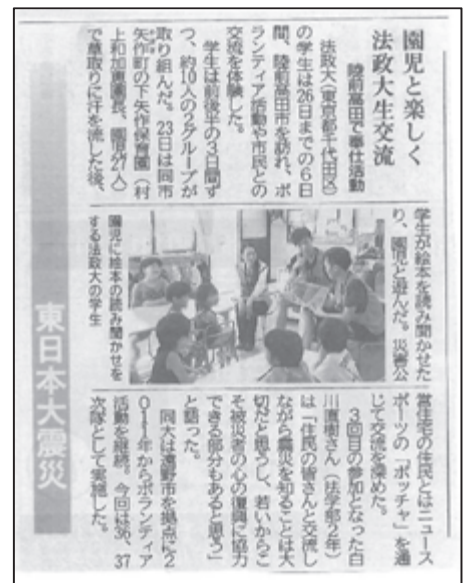 園児と楽しく
法政大生交流
陸前高田で奉仕活動
法政大（東京都千代田区）
の学生は26日までの6日
間、陸前高田市を訪れ、ボ
ランティア活動や市民との
交流を体験した。
学生は前後半の3日間ず
つ、約10人の2グループが
取り組んだ。23日は同市
矢作町の下矢作保育園（村
上和加恵園長、園児21人）
で草取りに汗を流した後、
学生が絵本を読み聞かせた
り、園児と遊んだ。災害公
園児に絵本の読み聞かせを
する法政大の学生
営住宅の住民とはニュース
ポーツの「ボッチャ」を通
じて交流を深めた。
3回目の参加となった白
川直樹さん（法学部2年）
は「住民の皆さんと交流し
ながら震災を知ることは大
切だと思うし、若いからこ
そ被災者の心の復興に協力
できる部分もあると思う」
と語った。
同大は遠野市を拠点に2
011年からボランティア
活動を継続。今回は36、37
次隊として実施した。
東日本大震災